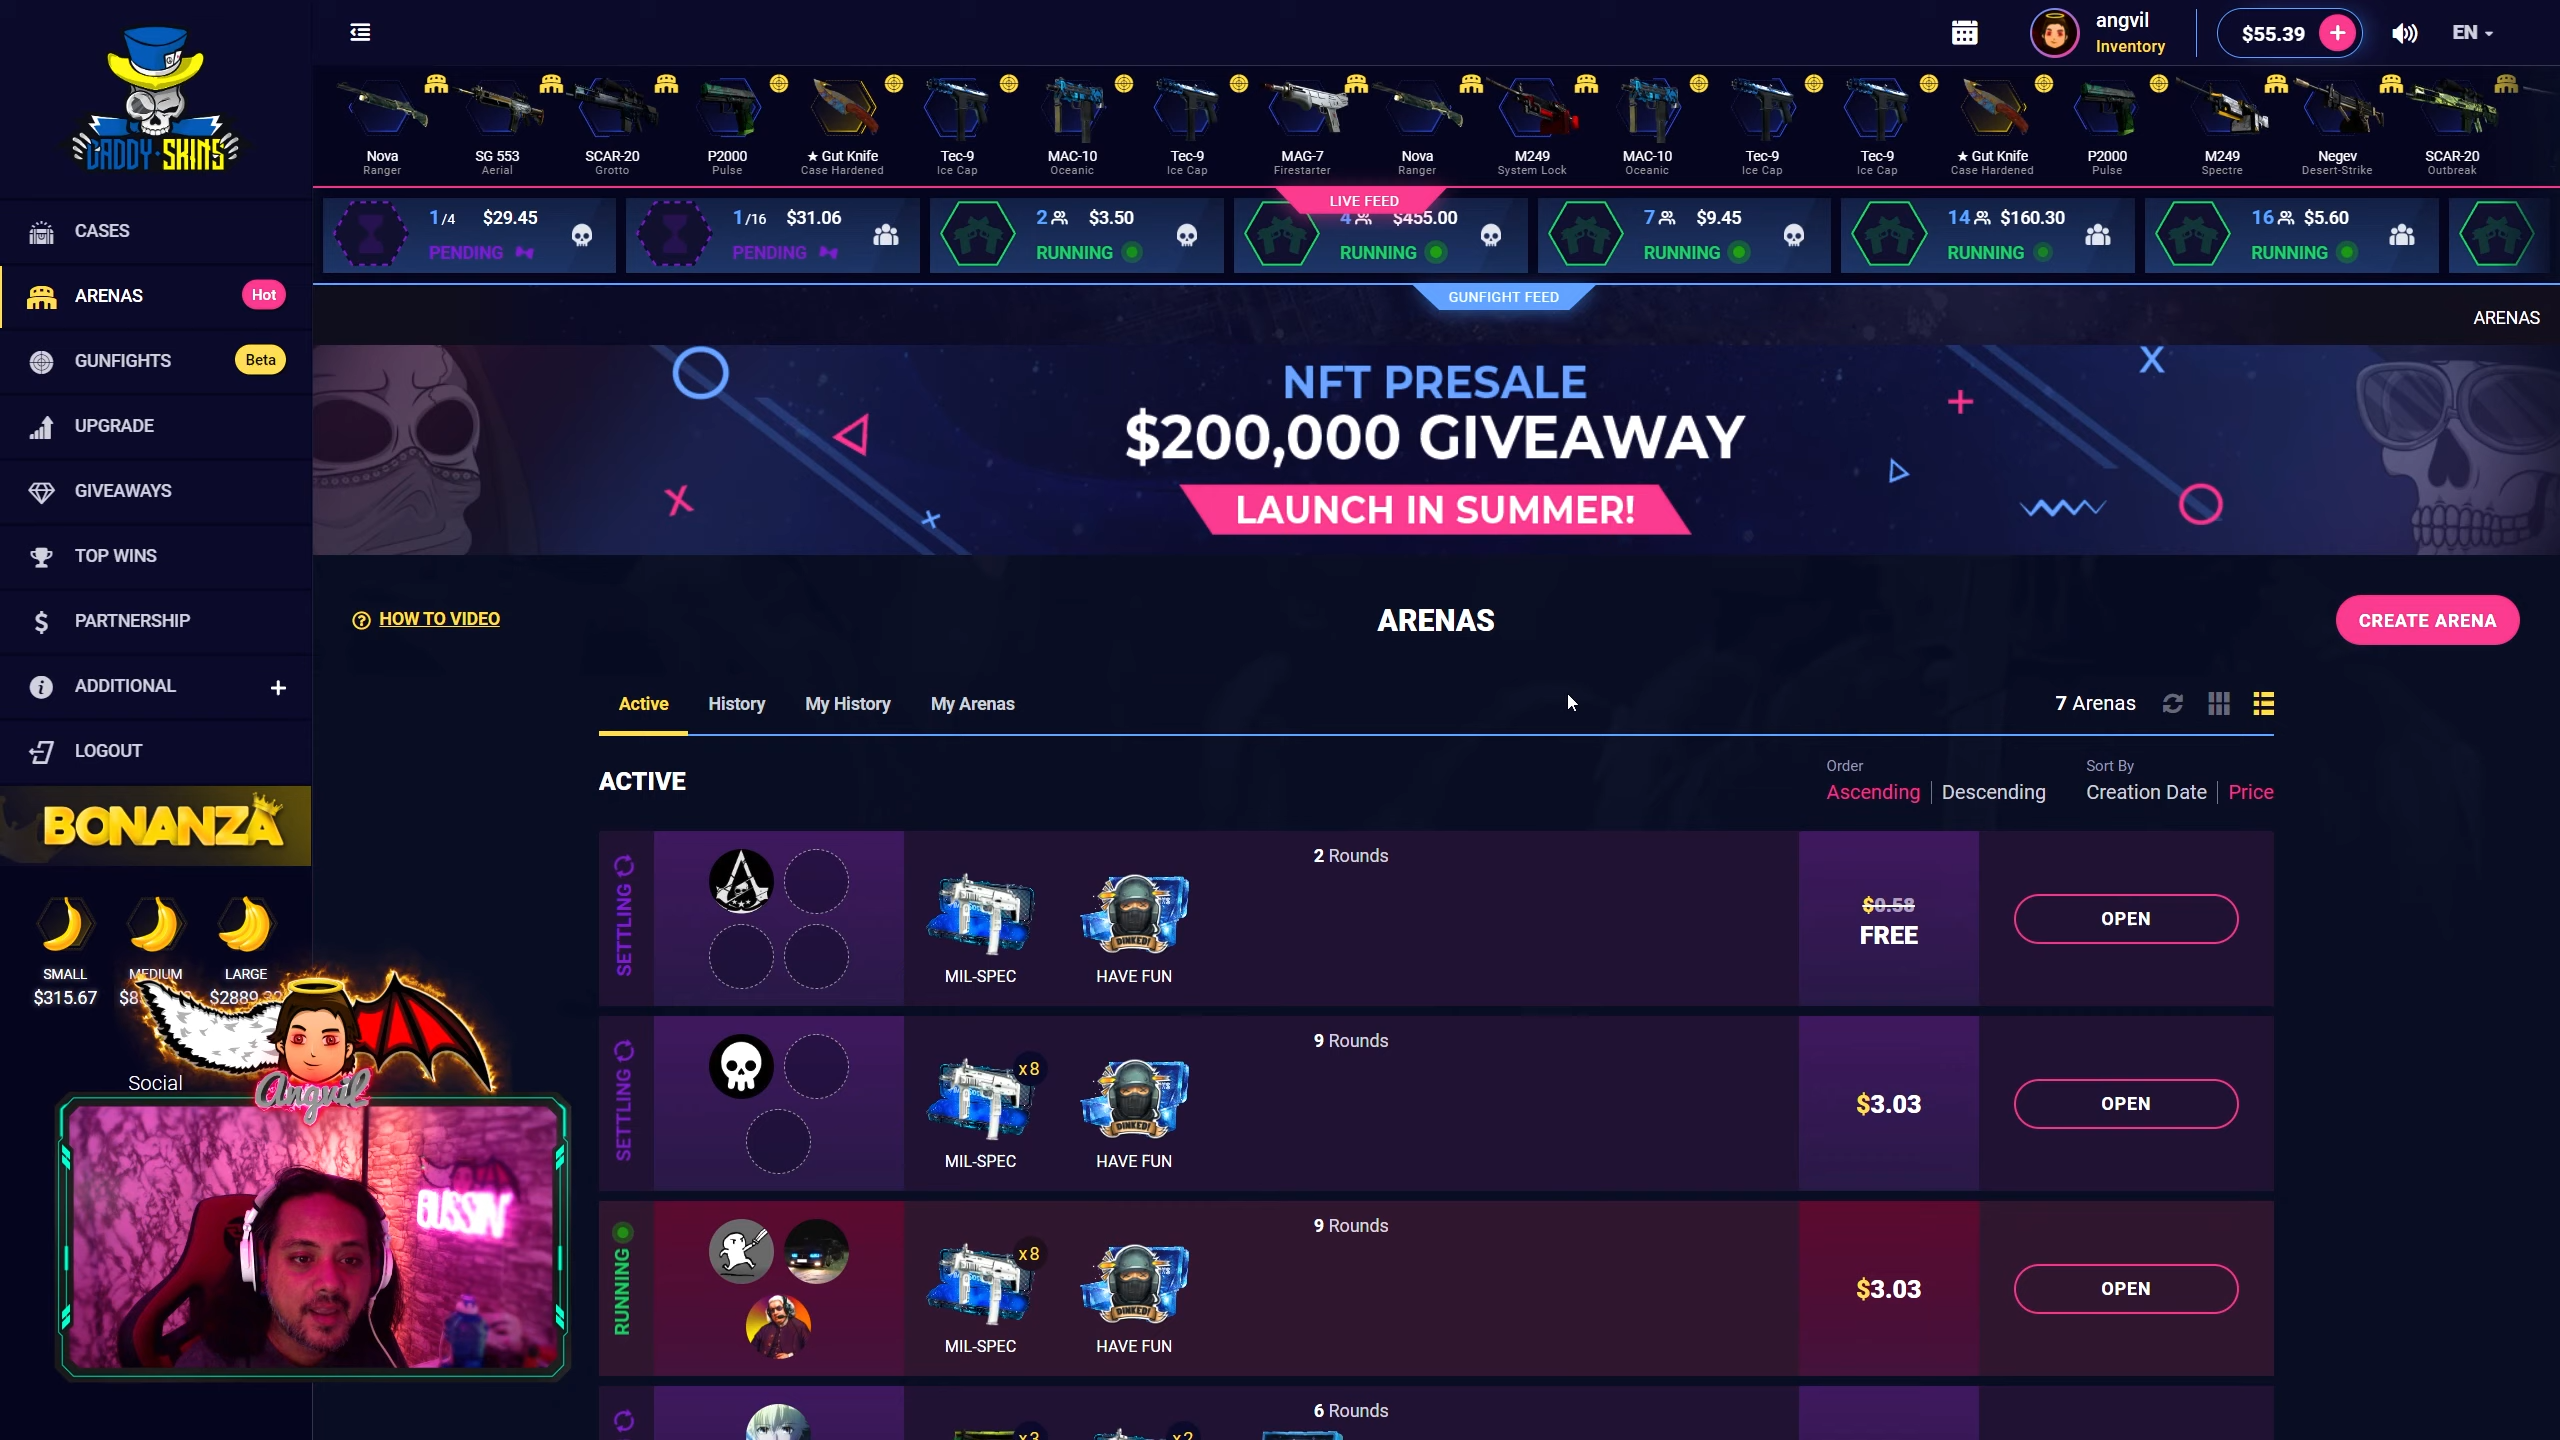 DADDY·SKINS
angvil
Inventory
$55.39
EN
Nova
Ranger
SG 553
Aerial
SCAR-20
Grotto
P2000
Pulse
★ Gut Knife
Case Hardened
Tec-9
Ice Cap
MAC-10
Oceanic
Tec-9
Ice Cap
MAG-7
Firestarter
Nova
Ranger
M249
System Lock
MAC-10
Oceanic
Tec-9
Ice Cap
Tec-9
Ice Cap
★ Gut Knife
Case Hardened
P2000
Pulse
M249
Spectre
Negev
Desert-Strike
SCAR-20
Outbreak
LIVE FEED
1/4 $29.45
PENDING
1/16 $31.06
PENDING
2 $3.50
RUNNING
4 $455.00
RUNNING
7 $9.45
RUNNING
14 $160.30
RUNNING
16 $5.60
RUNNING
GUNFIGHT FEED
ARENAS
CASES
ARENAS
Hot
GUNFIGHTS
Beta
UPGRADE
GIVEAWAYS
TOP WINS
PARTNERSHIP
ADDITIONAL
LOGOUT
BONANZA
SMALL
$315.67
MEDIUM
LARGE
Social
Angvil
NFT PRESALE
$200,000 GIVEAWAY
LAUNCH IN SUMMER!
HOW TO VIDEO
ARENAS
CREATE ARENA
Active
History
My History
My Arenas
7 Arenas
ACTIVE
Order
Ascending | Descending
Sort By
Creation Date | Price
SETTLING
2 Rounds
MIL-SPEC
DINKED!
HAVE FUN
$0.58
FREE
OPEN
SETTLING
9 Rounds
x8
MIL-SPEC
DINKED!
HAVE FUN
$3.03
OPEN
RUNNING
9 Rounds
x8
MIL-SPEC
DINKED!
HAVE FUN
$3.03
OPEN
6 Rounds
x3
x2